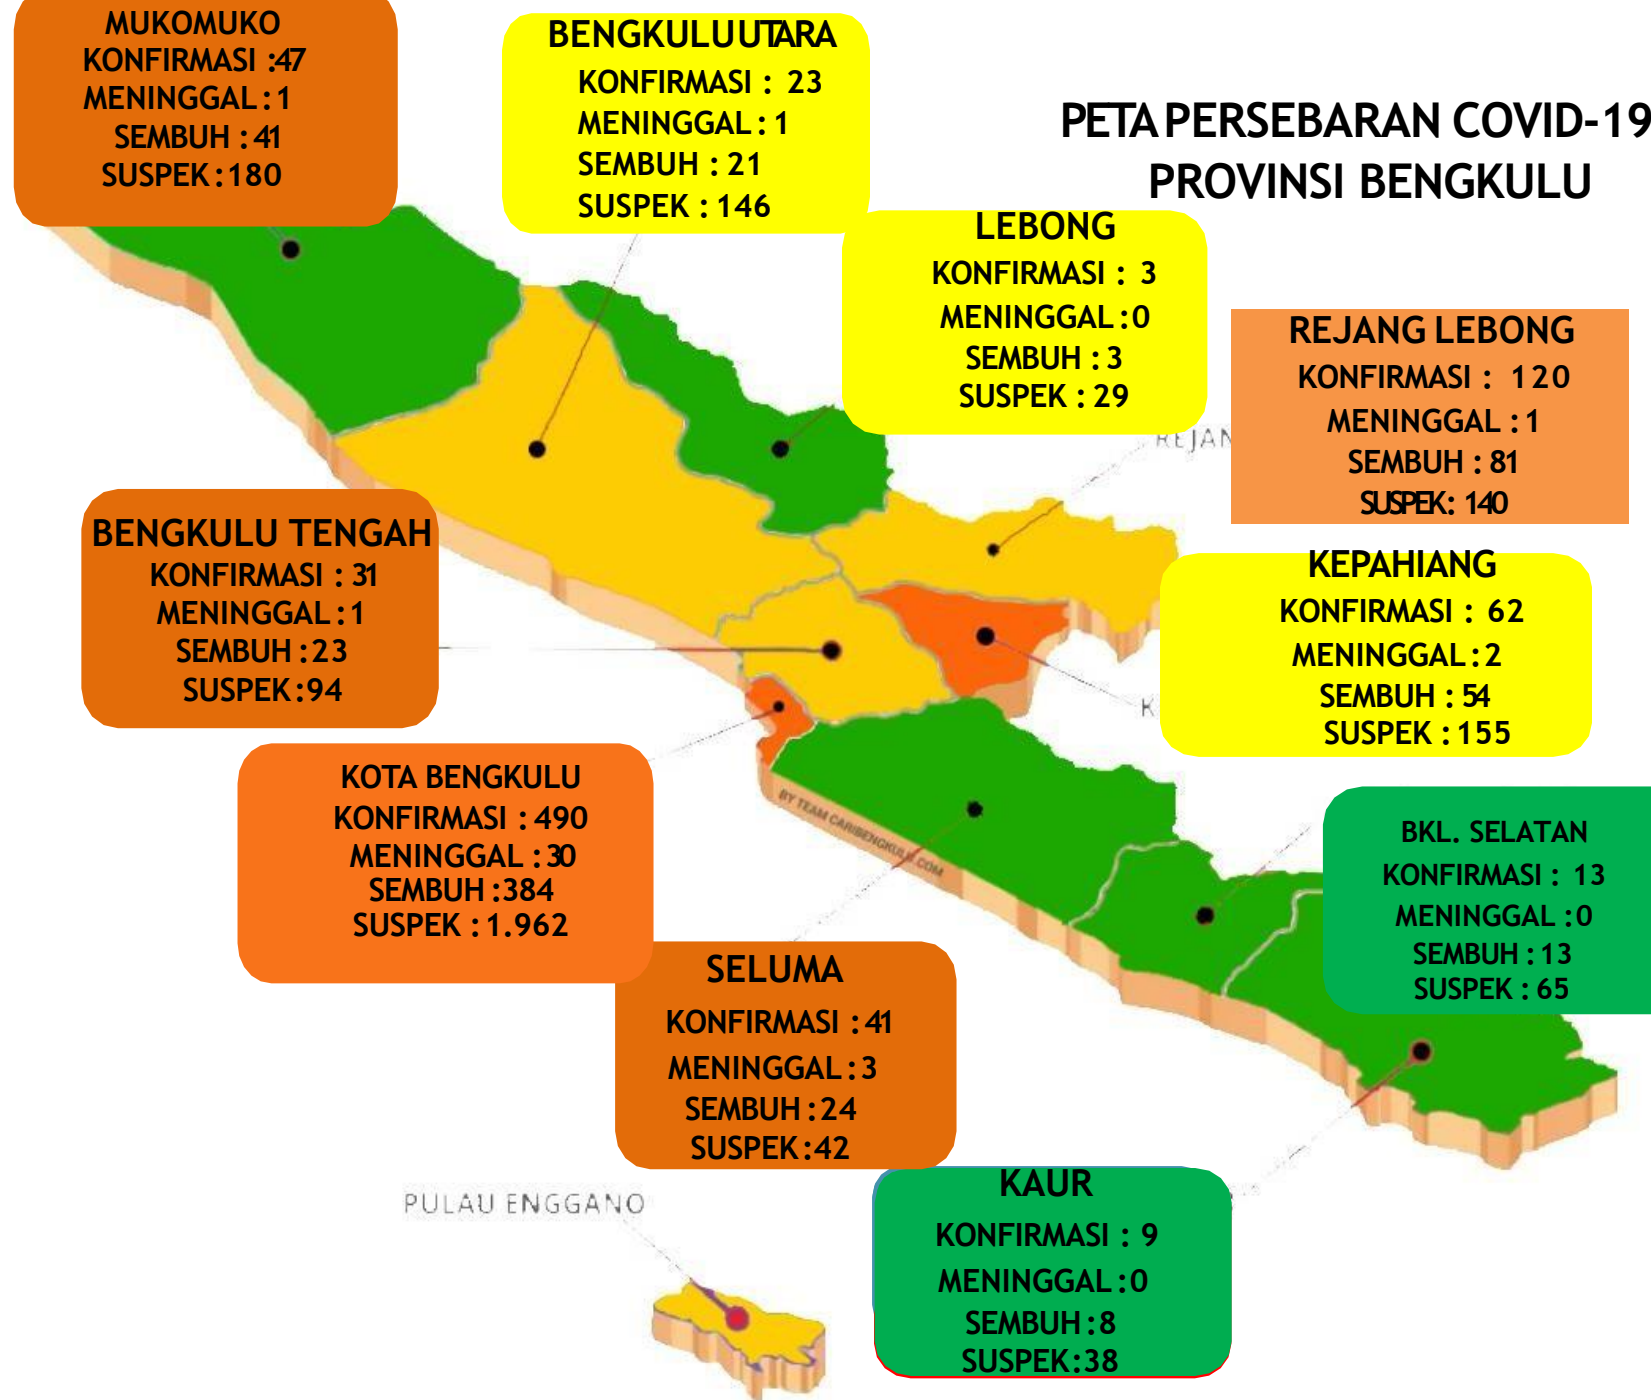 MUKOMUKO
KONFIRMASI :47
MENINGGAL:1
SEMBUH :41
SUSPEK:180
BENGKULU UTARA
KONFIRMASI : 23
MENINGGAL:1
SEMBUH : 21
SUSPEK : 146
PETA PERSEBARAN COVID-19
PROVINSI BENGKULU
LEBONG
KONFIRMASI : 3
MENINGGAL:0
SEMBUH :3
SUSPEK :29
REJANG LEBONG
KONFIRMASI : 120
MENINGGAL :1
SEMBUH : 81
SUSPEK: 140
REJAN
BENGKULU TENGAH
KONFIRMASI : 31
MENINGGAL:1
SEMBUH :23
SUSPEK:94
KEPAHIANG
KONFIRMASI : 62
MENINGGAL:2
SEMBUH : 54
SUSPEK :155
K
KOTA BENGKULU
KONFIRMASI :490
MENINGGAL :30
SEMBUH :384
SUSPEK :1.962
BY TEAM CARIBENGKULU.COM
BKL. SELATAN
KONFIRMASI : 13
MENINGGAL :0
SEMBUH :13
SUSPEK : 65
SELUMA
KONFIRMASI :41
MENINGGAL:3
SEMBUH :24
SUSPEK:42
KAUR
KONFIRMASI : 9
MENINGGAL:0
SEMBUH:8
SUSPEK:38
PULAU ENGGANO